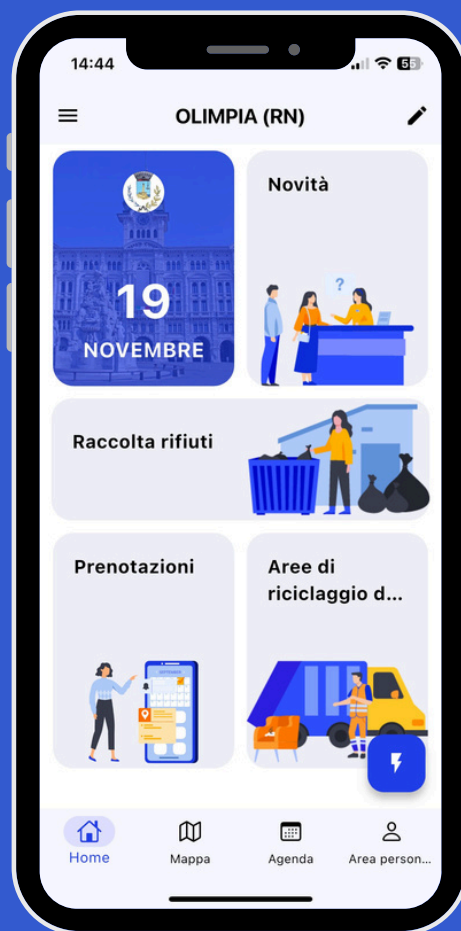 14:44
55
OLIMPIA (RN)
19
NOVEMBRE
Novità
?
Raccolta rifiuti
Prenotazioni
Aree di
riciclaggio d...
Home
Mappa
Agenda
Area person...